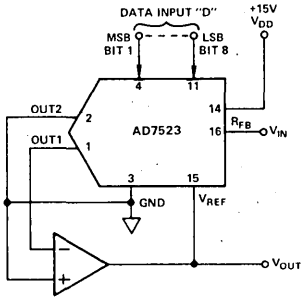 DATA INPUT "D"
MSB LSB
BIT 1 BIT 8
+15V
VDD
4 11
OUT2
2
14
OUT1
1
AD7523
16
RFB
VIN
3 15
GND
VREF
−
+
VOUT